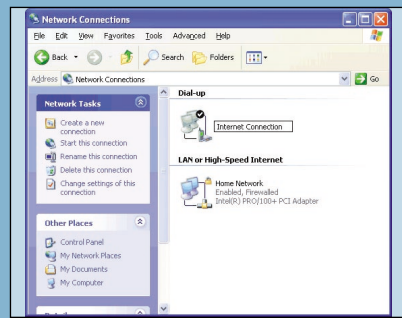 Network Connections
File Edit View Favorites Tools Advanced Help
Back Search Folders
Address Network Connections Go
Network Tasks
Create a new
connection
Start this connection
Rename this connection
Delete this connection
Change settings of this
connection
Other Places
Control Panel
My Network Places
My Documents
My Computer
Dial-up
Internet Connection
LAN or High-Speed Internet
Home Network
Enabled, Firewalled
Intel(R) PRO/100+ PCI Adapter